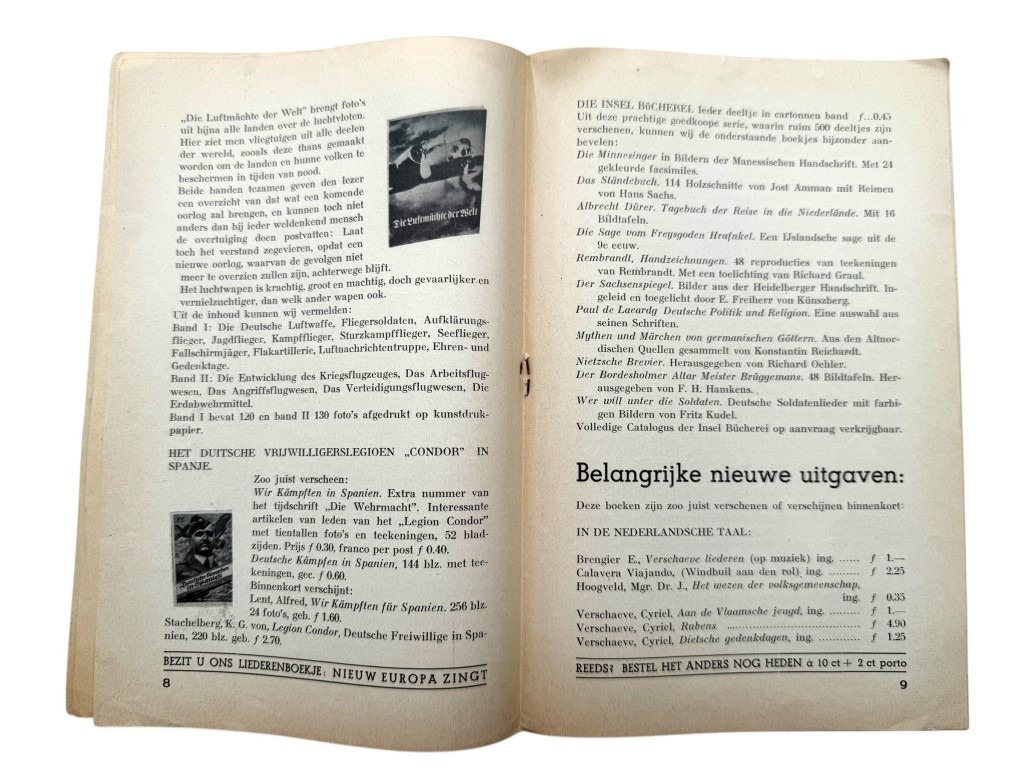 „Die Luftmächte der Welt" brengt foto's
uit bijna alle landen over de luchtvloten.
Hier ziet men vliegtuigen uit alle deelen
der wereld, zooals deze thans gemaakt
worden om de landen en hunne volken te
beschermen in tijden van nood.
Beide banden tezamen geven den lezer
een overzicht van dat wat een komende
oorlog zal brengen, en kunnen toch niet
anders dan bij ieder weldenkend mensch
de overtuiging doen postvatten: Laat
toch het verstand zegevieren, opdat een
nieuwe oorlog, waarvan de gevolgen niet
meer te overzien zullen zijn, achterwege blijft.
Het luchtwapen is krachtig, groot en machtig, doch gevaarlijker en
vernielzuchtiger, dan welk ander wapen ook.
Uit de inhoud kunnen wij vermelden:
Band I: Die Deutsche Luftwaffe, Fliegersoldaten, Aufklärungs-
flieger, Jagdflieger, Kampfflieger, Sturzkampfflieger, Seeflieger,
Fallschirmjäger, Flakartillerie, Luftnachrichtentruppe, Ehren- und
Gedenktage.
Band II: Die Entwicklung des Kriegsflugzeuges, Das Arbeitsflug-
wesen, Das Angriffsflugwesen, Das Verteidigungsflugwesen, Die
Erdabwehrmittel.
Band I bevat 120 en band II 130 foto's afgedrukt op kunstdruk-
papier.
Die Luftmächte der Welt
HET DUITSCHE VRIJWILLIGERSLEGIOEN „CONDOR" IN
SPANJE.
Zoo juist verscheen:
Wir Kämpften in Spanien. Extra nummer van
het tijdschrift „Die Wehrmacht". Interessante
artikelen van leden van het „Legion Condor"
met tientallen foto's en teekeningen, 52 blad-
zijden. Prijs ƒ 0.30, franco per post ƒ 0.40.
Deutsche Kämpfen in Spanien, 144 blz. met tee-
keningen, gec. ƒ 0.60.
Binnenkort verschijnt:
Lent, Alfred, Wir Kämpften für Spanien. 256 blz.
24 foto's, geb. ƒ 1.60.
Stachelberg, K. G. von, Legion Condor, Deutsche Freiwillige in Spa-
nien, 220 blz. geb. ƒ 2.70.
Deutsche kämpfen
in Spanien
BEZIT U ONS LIEDERENBOEKJE: NIEUW EUROPA ZINGT
8
DIE INSEL BÜCHEREI Ieder deeltje in cartonnen band ƒ...0.45
Uit deze prachtige goedkoope serie, waarin ruim 500 deeltjes zijn
verschenen, kunnen wij de onderstaande boekjes bijzonder aan-
bevelen:
Die Minnesinger in Bildern der Manessischen Handschrift. Met 24
gekleurde facsimiles.
Das Ständebuch. 114 Holzschnitte von Jost Amman mit Reimen
von Hans Sachs.
Albrecht Dürer. Tagebuch der Reise in die Niederlände. Mit 16
Bildtafeln.
Die Sage vom Freysgoden Hrafnkel. Een IJslandsche sage uit de
9e eeuw.
Rembrandt, Handzeichnungen. 48 reproducties van teekeningen
van Rembrandt. Met een toelichting van Richard Graul.
Der Sachsenspiegel. Bilder aus der Heidelberger Handschrift. In-
geleid en toegelicht door E. Freiherr von Künszberg.
Paul de Lacardg Deutsche Politik und Religion. Eine auswahl aus
seinen Schriften.
Mythen und Märchen von germanischen Göttern. Aus den Altnor-
dischen Quellen gesammelt von Konstantin Reichardt.
Nietzsche Brevier. Herausgegeben von Richard Oehler.
Der Bordesholmer Altar Meister Brüggemans. 48 Bildtafeln. Her-
ausgegeben von F. H. Hamkens.
Wer will unter die Soldaten. Deutsche Soldatenlieder mit farbi-
gen Bildern von Fritz Kudel.
Volledige Catalogus der Insel Bücherei op aanvraag verkrijgbaar.
Belangrijke nieuwe uitgaven:
Deze boeken zijn zoo juist verschenen of verschijnen binnenkort:
IN DE NEDERLANDSCHE TAAL:
Brengier E., Verschaeve liederen (op muziek) ing. ....... ƒ 1.—
Calavera Viajando, (Windbuil aan den rol) ing. ........ ƒ 2.25
Hoogveld, Mgr. Dr. J., Het wezen der volksgemeenschap,
ing. ƒ 0.35
Verschaeve, Cyriel, Aan de Vlaamsche jeugd, ing. .......... ƒ 1.—
Verschaeve, Cyriel, Rubens .............................. ƒ 4.90
Verschaeve, Cyriel, Dietsche gedenkdagen, ing. ............ ƒ 1.25
REEDS? BESTEL HET ANDERS NOG HEDEN à 10 ct + 2 ct porto
9